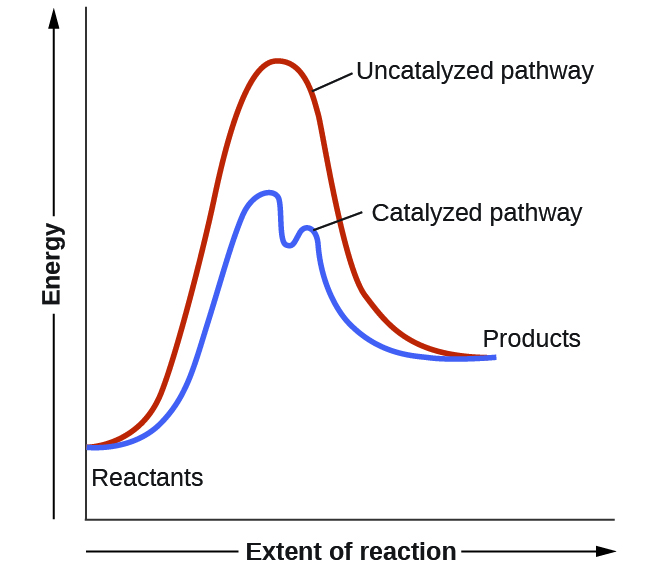 Uncatalyzed pathway
Catalyzed pathway
Energy
Products
Reactants
Extent of reaction